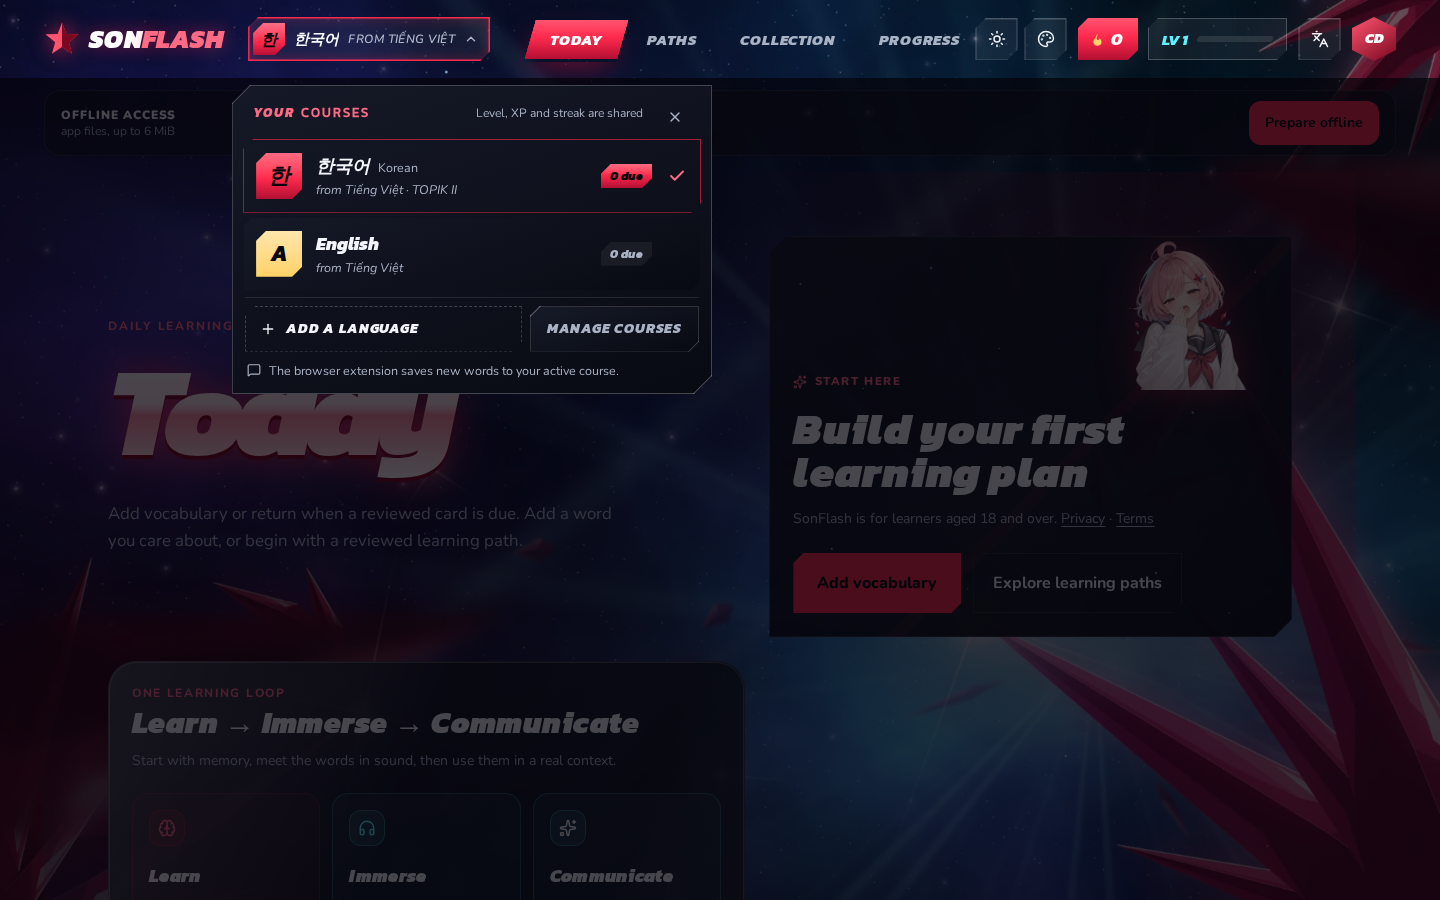 SONFLASH
한 한국어 FROM TIẾNG VIỆT
TODAY
PATHS
COLLECTION
PROGRESS
0
LV 1
CD
OFFLINE ACCESS
app files, up to 6 MiB
Prepare offline
YOUR COURSES
Level, XP and streak are shared
한
한국어 Korean
from Tiếng Việt · TOPIK II
0 due
A
English
from Tiếng Việt
0 due
ADD A LANGUAGE
MANAGE COURSES
The browser extension saves new words to your active course.
DAILY LEARNING
Today
Add vocabulary or return when a reviewed card is due. Add a word
you care about, or begin with a reviewed learning path.
START HERE
Build your first
learning plan
SonFlash is for learners aged 18 and over. Privacy · Terms
Add vocabulary
Explore learning paths
ONE LEARNING LOOP
Learn → Immerse → Communicate
Start with memory, meet the words in sound, then use them in a real context.
Learn
Immerse
Communicate